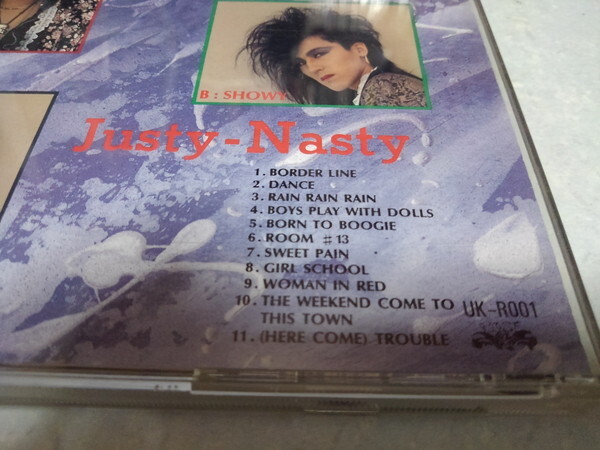 B : SHOWY
Justy-Nasty
1. BORDER LINE
2. DANCE
3. RAIN RAIN RAIN
4. BOYS PLAY WITH DOLLS
5. BORN TO BOOGIE
6. ROOM ♯13
7. SWEET PAIN
8. GIRL SCHOOL
9. WOMAN IN RED
10. THE WEEKEND COME TO
THIS TOWN
11. (HERE COME) TROUBLE
UK-R001